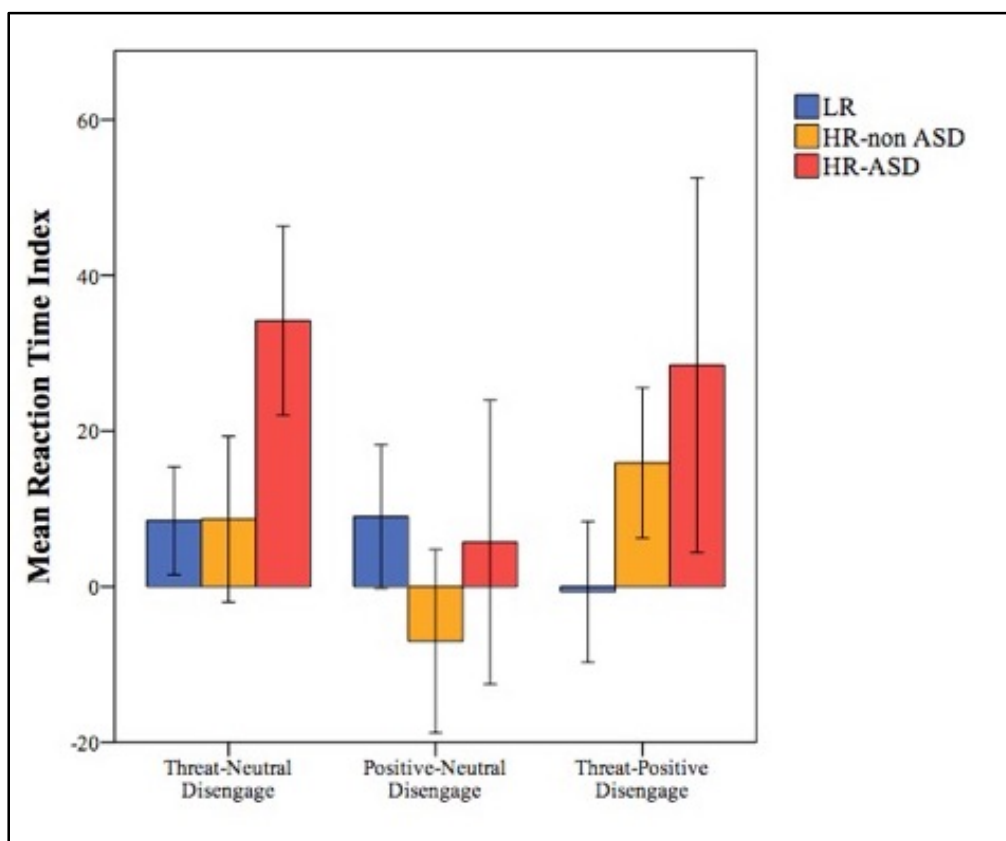 LR
HR-non ASD
HR-ASD
Mean Reaction Time Index
60
40
20
0
-20
Threat-Neutral
Disengage
Positive-Neutral
Disengage
Threat-Positive
Disengage